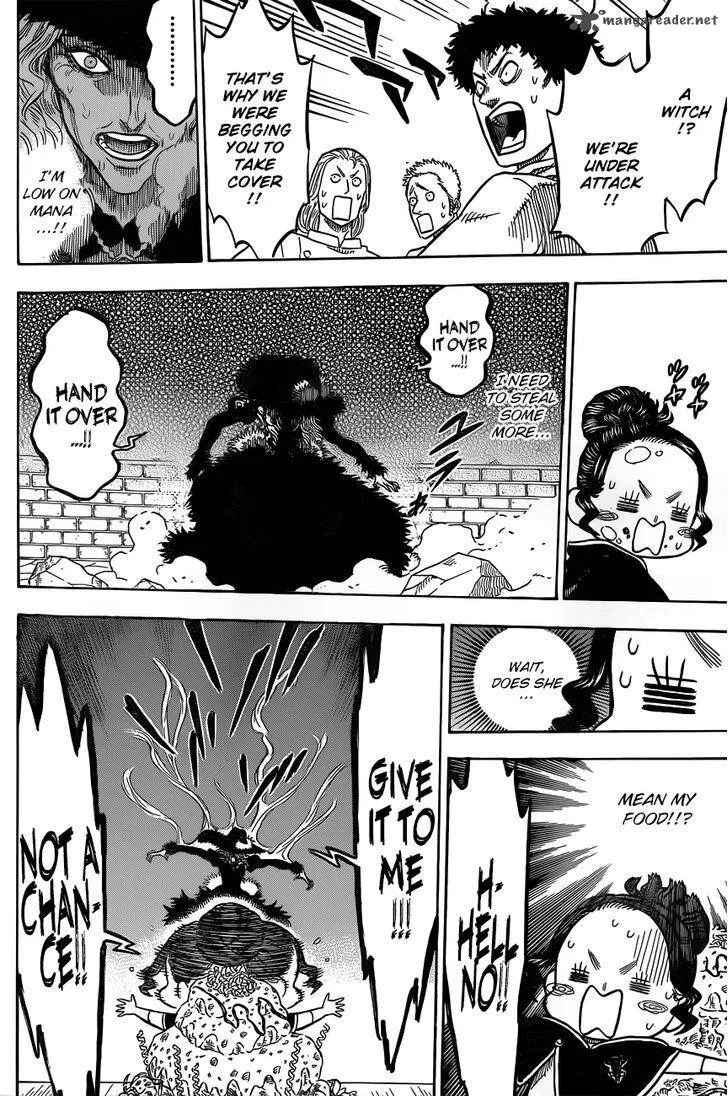 mangareader.net
A
WITCH
!?
WE'RE
UNDER
ATTACK
!!
THAT'S
WHY WE
WERE
BEGGING
YOU TO
TAKE
COVER
!!
.........
I'M
LOW ON
MANA
...!!
HAND
IT OVER
...!!
I NEED
TO STEAL
SOME
MORE...
HAND
IT OVER
...!!
WAIT,
DOES SHE
...
MEAN MY
FOOD!!?
H-
HELL
NO!!
GIVE
IT TO
ME
!!!
NOT A
CHAN-
CE!!